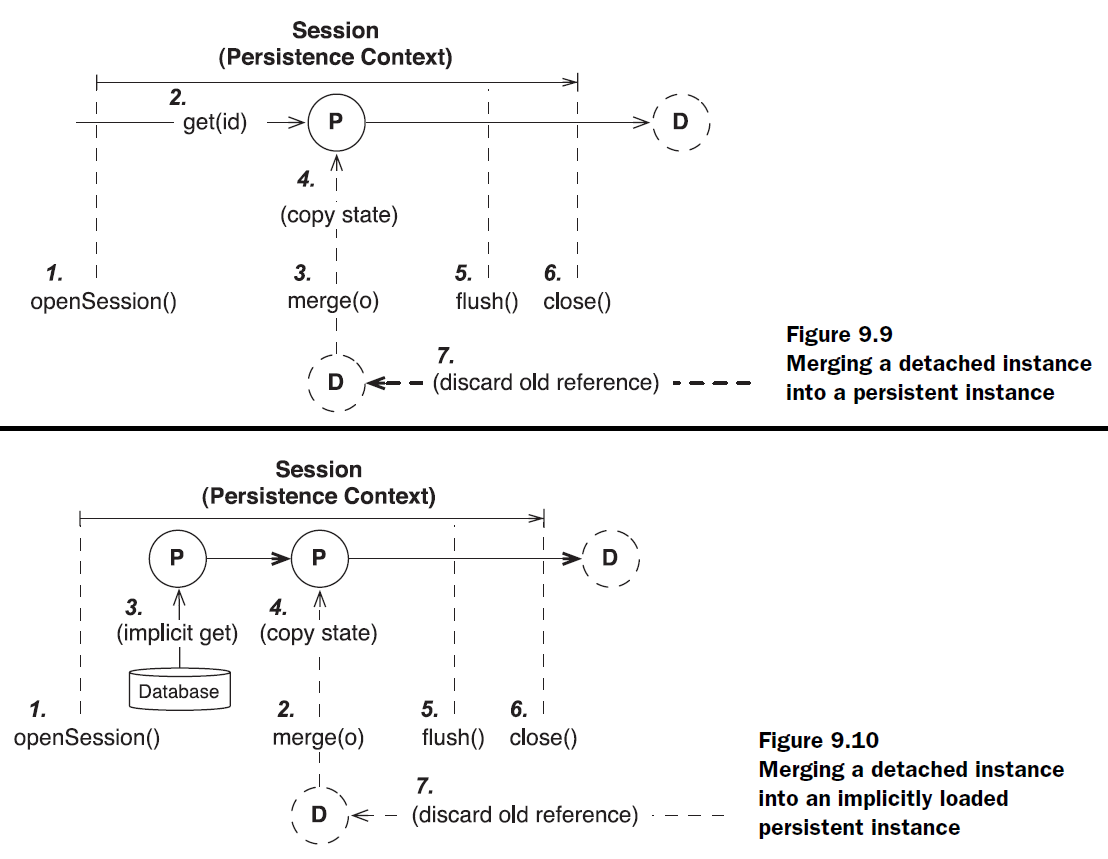 Session
(Persistence Context)
2.
get(id)
P
D
4.
(copy state)
1.
openSession()
3.
merge(o)
5.
flush()
6.
close()
7.
D
(discard old reference)
Figure 9.9
Merging a detached instance
into a persistent instance
Session
(Persistence Context)
P
P
D
3.
(implicit get)
4.
(copy state)
Database
1.
openSession()
2.
merge(o)
5.
flush()
6.
close()
7.
D
(discard old reference)
Figure 9.10
Merging a detached instance
into an implicitly loaded
persistent instance